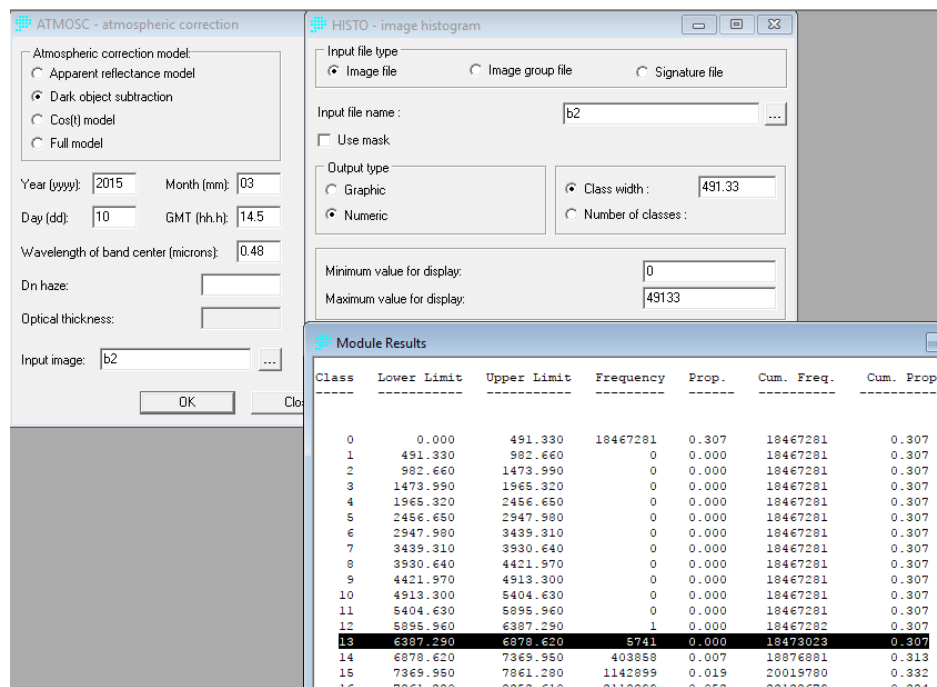 ATMOSC - atmospheric correction
Atmospheric correction model:
Apparent reflectance model
Dark object subtraction
Cos(t) model
Full model
Year (yyyy): 2015 Month (mm): 03
Day (dd): 10 GMT (hh.h): 14.5
Wavelength of band center (microns): 0.48
Dn haze:
Optical thickness:
Input image: b2 ...
OK Clo
HISTO - image histogram
Input file type
Image file Image group file Signature file
Input file name : b2 ...
Use mask
Output type
Graphic
Numeric
Class width : 491.33
Number of classes :
Minimum value for display: 0
Maximum value for display: 49133
Module Results
Class Lower Limit Upper Limit Frequency Prop. Cum. Freq. Cum. Prop
----- ----------- ----------- --------- ------ ---------- ----------
0 0.000 491.330 18467281 0.307 18467281 0.307
1 491.330 982.660 0 0.000 18467281 0.307
2 982.660 1473.990 0 0.000 18467281 0.307
3 1473.990 1965.320 0 0.000 18467281 0.307
4 1965.320 2456.650 0 0.000 18467281 0.307
5 2456.650 2947.980 0 0.000 18467281 0.307
6 2947.980 3439.310 0 0.000 18467281 0.307
7 3439.310 3930.640 0 0.000 18467281 0.307
8 3930.640 4421.970 0 0.000 18467281 0.307
9 4421.970 4913.300 0 0.000 18467281 0.307
10 4913.300 5404.630 0 0.000 18467281 0.307
11 5404.630 5895.960 0 0.000 18467281 0.307
12 5895.960 6387.290 1 0.000 18467282 0.307
13 6387.290 6878.620 5741 0.000 18473023 0.307
14 6878.620 7369.950 403858 0.007 18876881 0.313
15 7369.950 7861.280 1142899 0.019 20019780 0.332